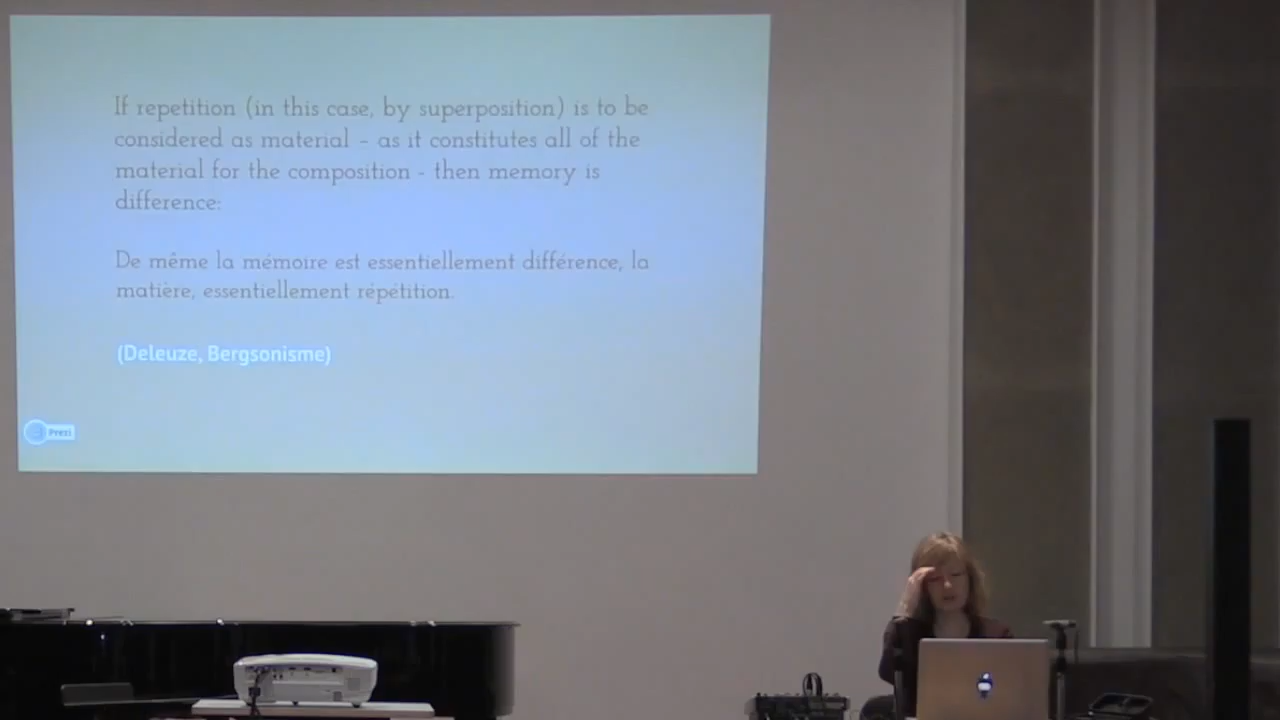 If repetition (in this case, by superposition) is to be
considered as material – as it constitutes all of the
material for the composition - then memory is
difference:
De même la mémoire est essentiellement différence, la
matière, essentiellement répétition.
(Deleuze, Bergsonisme)
Prezi